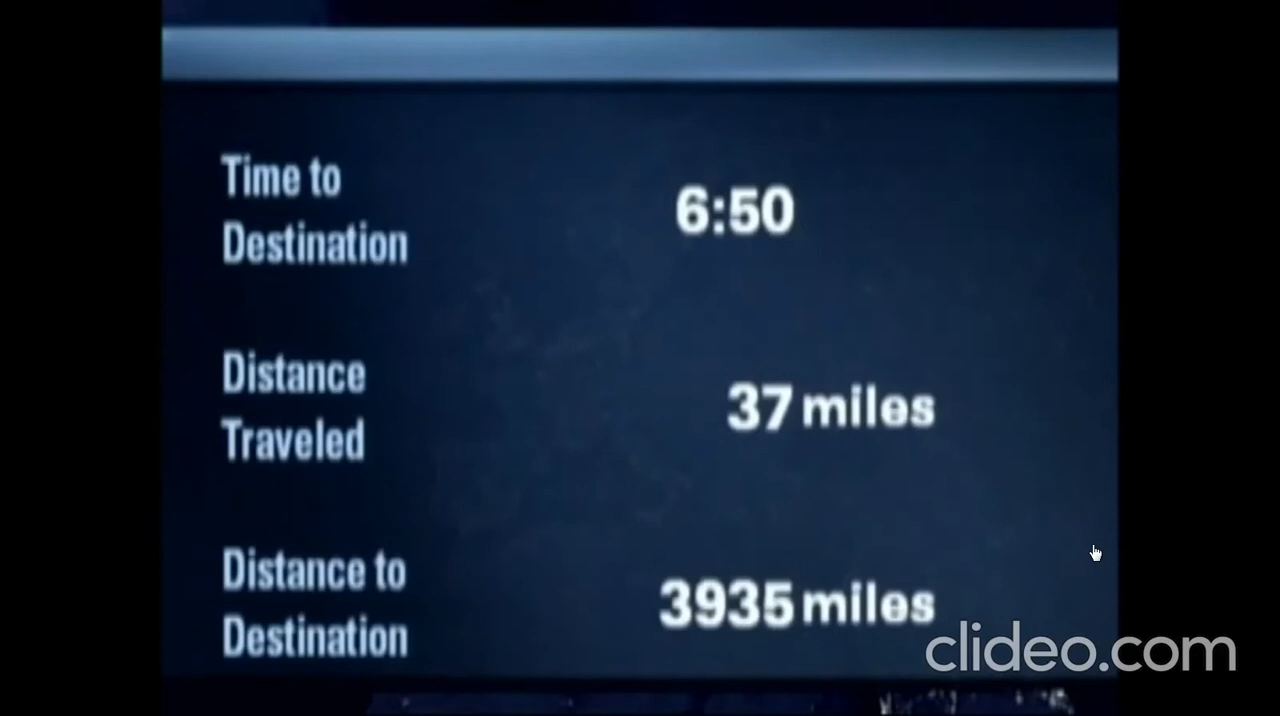 Time to
Destination
6:50
Distance
Traveled
37 miles
Distance to
Destination
3935 miles
clideo.com